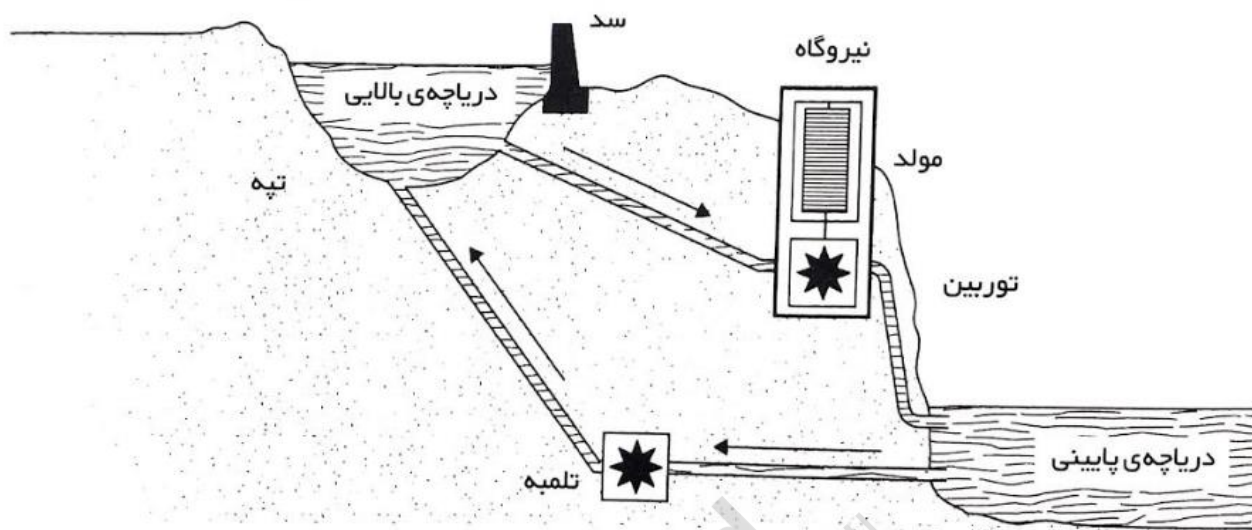 سد
نیروگاه
دریاچه‌ی بالایی
مولد
تپه
توربین
دریاچه‌ی پایینی
تلمبه